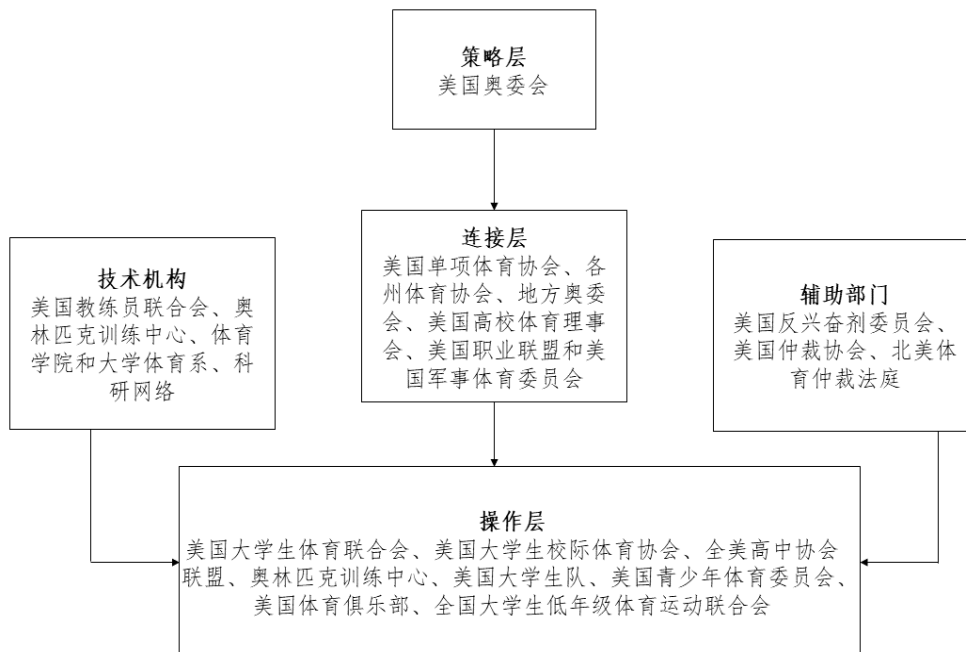 策略层
美国奥委会
连接层
美国单项体育协会、各
州体育协会、地方奥委
会、美国高校体育理事
会、美国职业联盟和美
国军事体育委员会
技术机构
美国教练员联合会、奥
林匹克训练中心、体育
学院和大学体育系、科
研网络
辅助部门
美国反兴奋剂委员会、
美国仲裁协会、北美体
育仲裁法庭
操作层
美国大学生体育联合会、美国大学生校际体育协会、全美高中协会
联盟、奥林匹克训练中心、美国大学生队、美国青少年体育委员会、
美国体育俱乐部、全国大学生低年级体育运动联合会